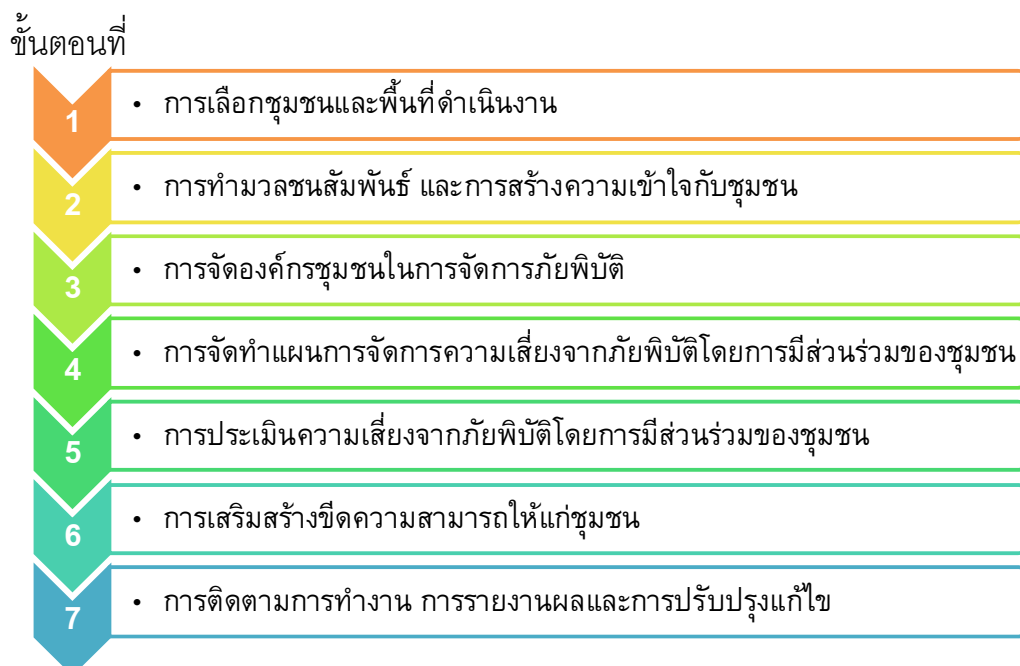 ขั้นตอนที่
1
• การเลือกชุมชนและพื้นที่ดำเนินงาน
2
• การทำมวลชนสัมพันธ์ และการสร้างความเข้าใจกับชุมชน
3
• การจัดองค์กรชุมชนในการจัดการภัยพิบัติ
4
• การจัดทำแผนการจัดการความเสี่ยงจากภัยพิบัติโดยการมีส่วนร่วมของชุมชน
5
• การประเมินความเสี่ยงจากภัยพิบัติโดยการมีส่วนร่วมของชุมชน
6
• การเสริมสร้างขีดความสามารถให้แก่ชุมชน
7
• การติดตามการทำงาน การรายงานผลและการปรับปรุงแก้ไข